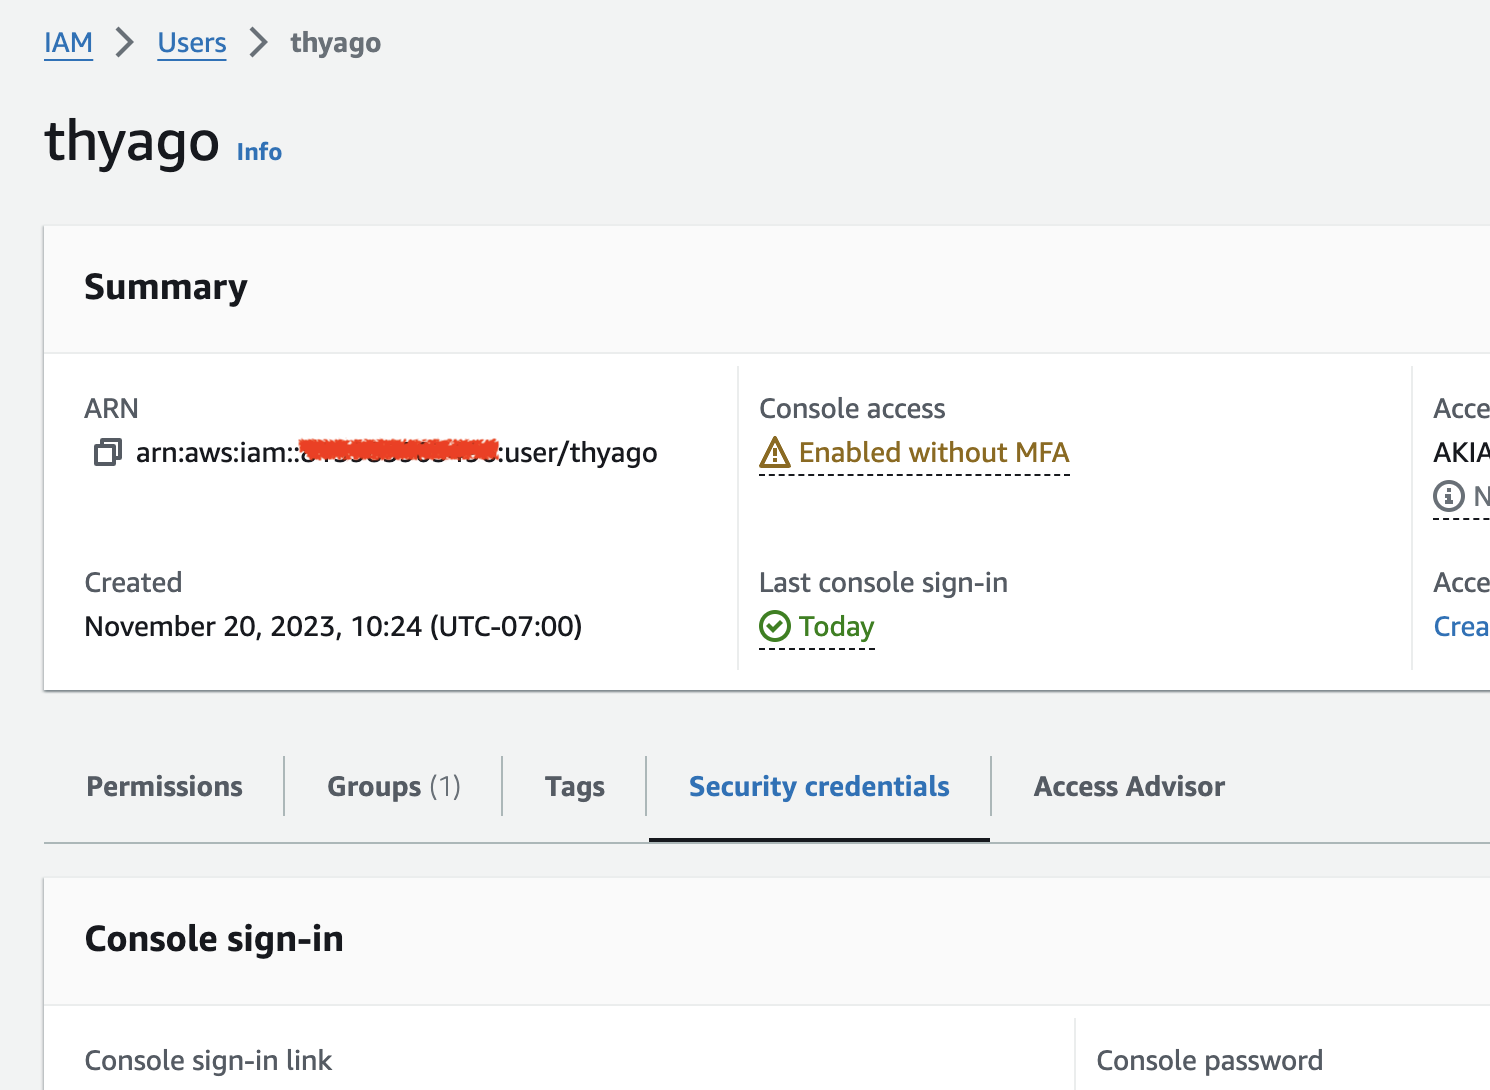 IAM > Users > thyago
thyago Info
Summary
ARN
arn:aws:iam:: :user/thyago
Created
November 20, 2023, 10:24 (UTC-07:00)
Console access
Enabled without MFA
Last console sign-in
Today
Acce
AKIA
N
Acce
Crea
Permissions
Groups (1)
Tags
Security credentials
Access Advisor
Console sign-in
Console sign-in link
Console password